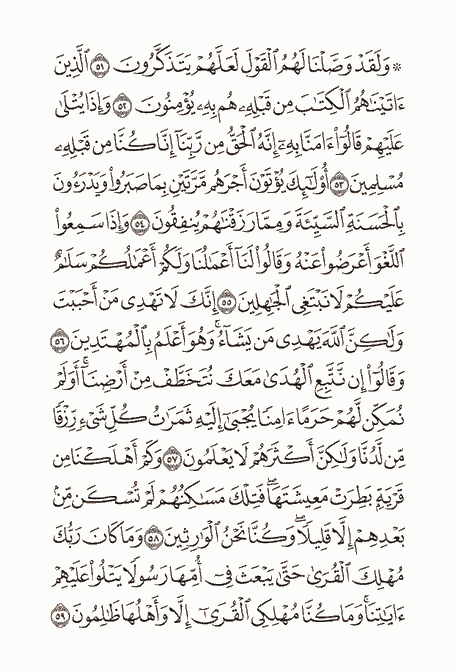 ۞ وَلَقَدْ وَصَّلْنَا لَهُمُ ٱلْقَوْلَ لَعَلَّهُمْ يَتَذَكَّرُونَ ٥١ ٱلَّذِينَ
ءَاتَيْنَٰهُمُ ٱلْكِتَٰبَ مِن قَبْلِهِۦ هُم بِهِۦ يُؤْمِنُونَ ٥٢ وَإِذَا يُتْلَىٰ
عَلَيْهِمْ قَالُوٓا۟ ءَامَنَّا بِهِۦٓ إِنَّهُ ٱلْحَقُّ مِن رَّبِّنَآ إِنَّا كُنَّا مِن قَبْلِهِۦ
مُسْلِمِينَ ٥٣ أُو۟لَٰٓئِكَ يُؤْتَوْنَ أَجْرَهُم مَّرَّتَيْنِ بِمَا صَبَرُوا۟ وَيَدْرَءُونَ
بِٱلْحَسَنَةِ ٱلسَّيِّئَةَ وَمِمَّا رَزَقْنَٰهُمْ يُنفِقُونَ ٥٤ وَإِذَا سَمِعُوا۟
ٱللَّغْوَ أَعْرَضُوا۟ عَنْهُ وَقَالُوا۟ لَنَآ أَعْمَٰلُنَا وَلَكُمْ أَعْمَٰلُكُمْ سَلَٰمٌ
عَلَيْكُمْ لَا نَبْتَغِى ٱلْجَٰهِلِينَ ٥٥ إِنَّكَ لَا تَهْدِى مَنْ أَحْبَبْتَ
وَلَٰكِنَّ ٱللَّهَ يَهْدِى مَن يَشَآءُ ۚ وَهُوَ أَعْلَمُ بِٱلْمُهْتَدِينَ ٥٦
وَقَالُوٓا۟ إِن نَّتَّبِعِ ٱلْهُدَىٰ مَعَكَ نُتَخَطَّفْ مِنْ أَرْضِنَآ ۚ أَوَلَمْ
نُمَكِّن لَّهُمْ حَرَمًا ءَامِنًا يُجْبَىٰٓ إِلَيْهِ ثَمَرَٰتُ كُلِّ شَىْءٍ رِّزْقًا
مِّن لَّدُنَّا وَلَٰكِنَّ أَكْثَرَهُمْ لَا يَعْلَمُونَ ٥٧ وَكَمْ أَهْلَكْنَا مِن
قَرْيَةٍۭ بَطِرَتْ مَعِيشَتَهَا ۖ فَتِلْكَ مَسَٰكِنُهُمْ لَمْ تُسْكَن مِّنۢ
بَعْدِهِمْ إِلَّا قَلِيلًا ۖ وَكُنَّا نَحْنُ ٱلْوَٰرِثِينَ ٥٨ وَمَا كَانَ رَبُّكَ
مُهْلِكَ ٱلْقُرَىٰ حَتَّىٰ يَبْعَثَ فِىٓ أُمِّهَا رَسُولًا يَتْلُوا۟ عَلَيْهِمْ
ءَايَٰتِنَا ۚ وَمَا كُنَّا مُهْلِكِى ٱلْقُرَىٰٓ إِلَّا وَأَهْلُهَا ظَٰلِمُونَ ٥٩